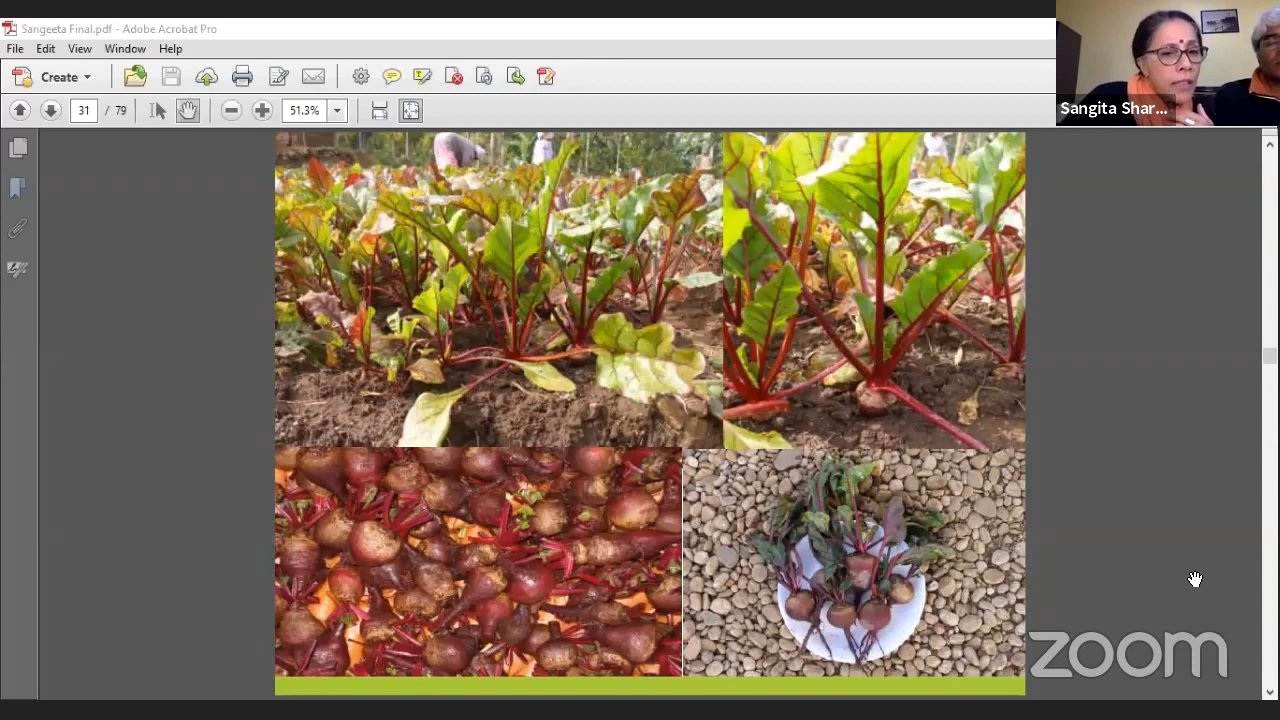 Sangeeta Final.pdf - Adobe Acrobat Pro
File Edit View Window Help
Create
31 / 79 51.3%
Sangita Shar...
zoom